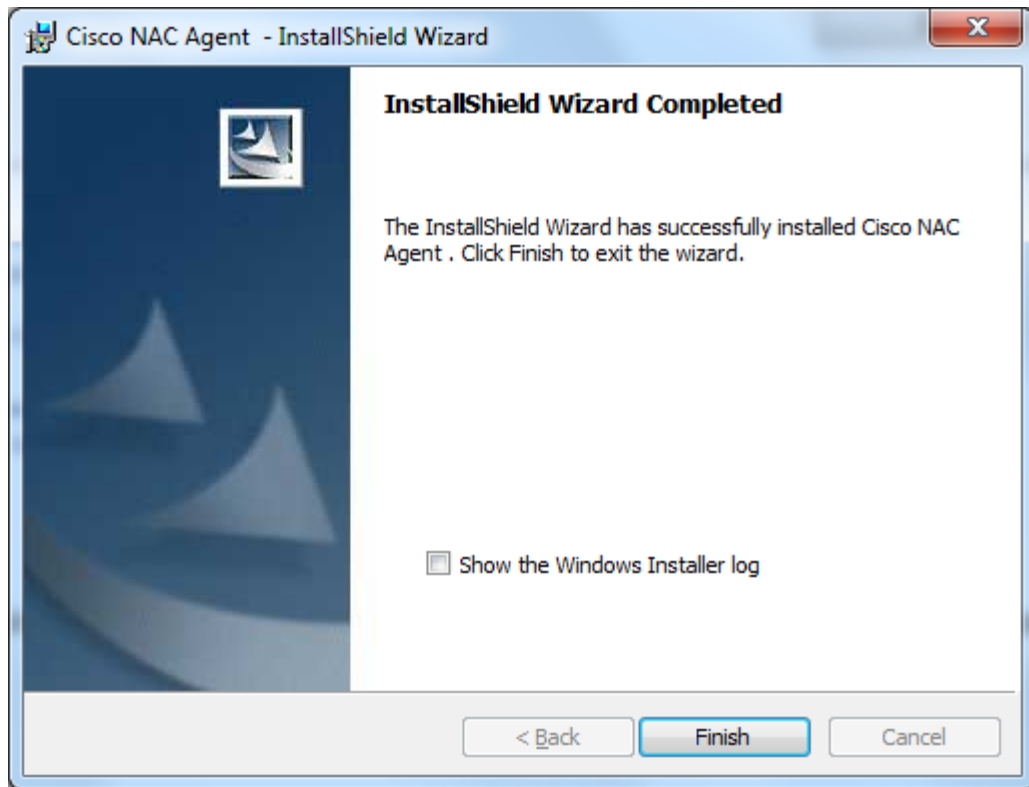 Cisco NAC Agent - InstallShield Wizard
InstallShield Wizard Completed
The InstallShield Wizard has successfully installed Cisco NAC
Agent . Click Finish to exit the wizard.
Show the Windows Installer log
< Back
Finish
Cancel